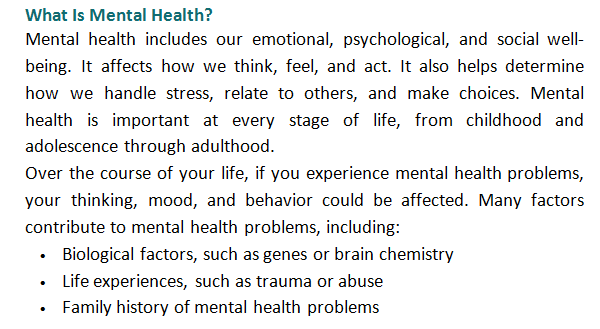 What Is Mental Health?
Mental health includes our emotional, psychological, and social well-
being. It affects how we think, feel, and act. It also helps determine
how we handle stress, relate to others, and make choices. Mental
health is important at every stage of life, from childhood and
adolescence through adulthood.
Over the course of your life, if you experience mental health problems,
your thinking, mood, and behavior could be affected. Many factors
contribute to mental health problems, including:
• Biological factors, such as genes or brain chemistry
• Life experiences, such as trauma or abuse
• Family history of mental health problems